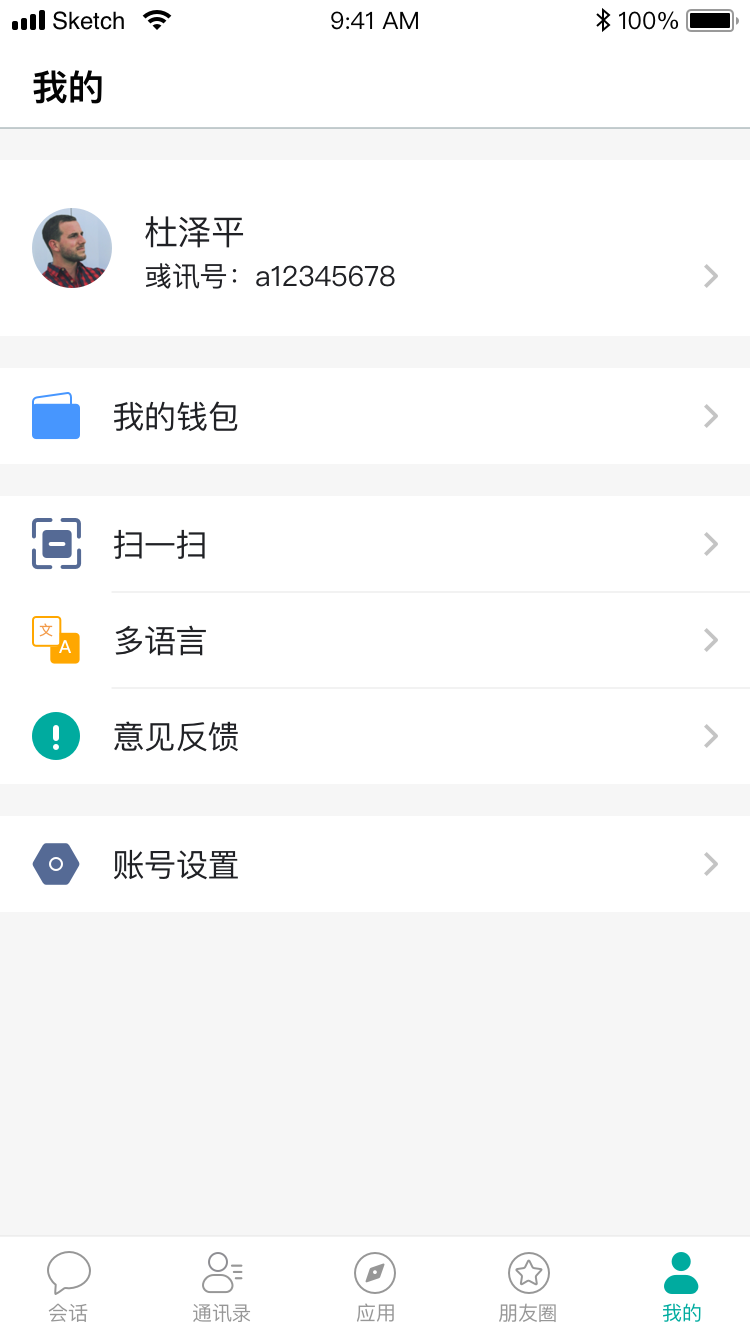 Sketch 9:41 AM 100%
我的
杜泽平
彧讯号：a12345678
我的钱包
扫一扫
文
A
多语言
意见反馈
账号设置
会话 通讯录 应用 朋友圈 我的